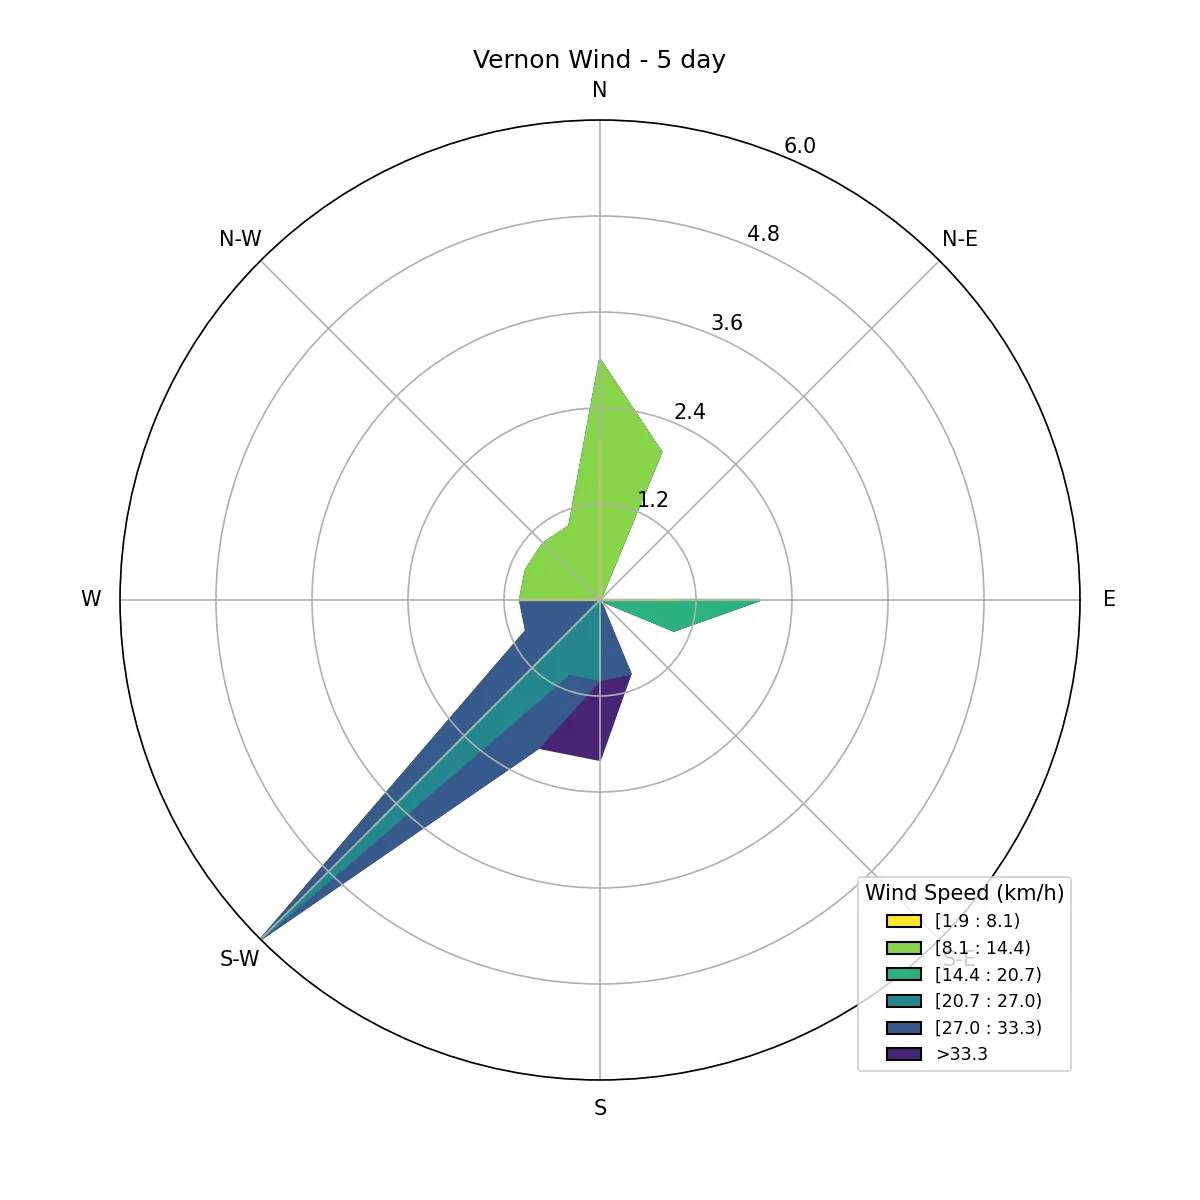 Vernon Wind - 5 day
N
6.0
N-W
4.8
N-E
3.6
2.4
1.2
W
E
S-W
S-E
S
Wind Speed (km/h)
[1.9 : 8.1)
[8.1 : 14.4)
[14.4 : 20.7)
[20.7 : 27.0)
[27.0 : 33.3)
>33.3